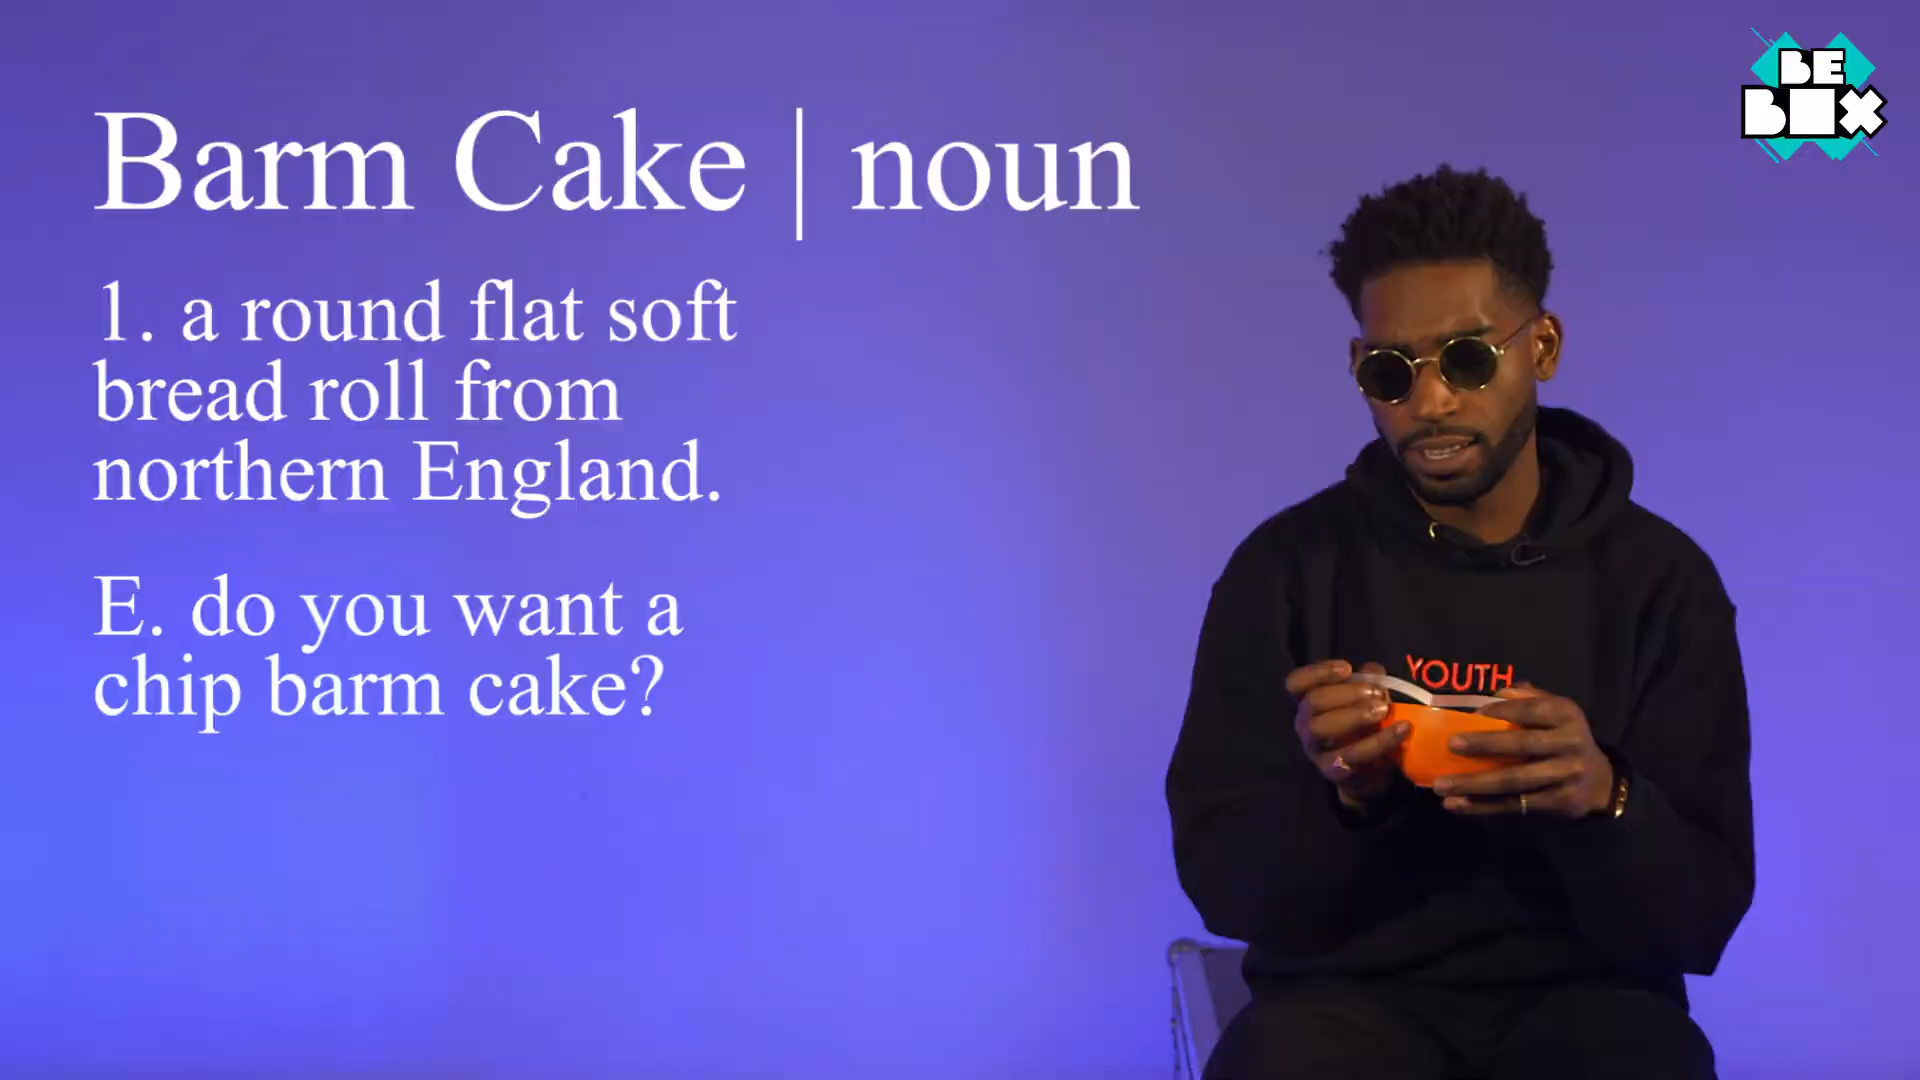 BE
BOX
Barm Cake | noun
1. a round flat soft
bread roll from
northern England.
E. do you want a
chip barm cake?
YOUTH